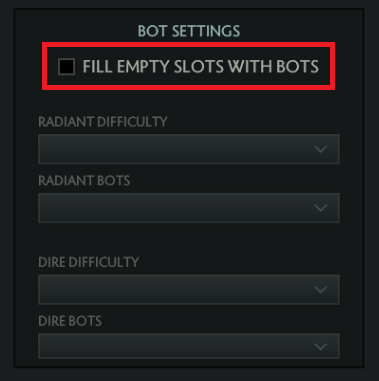 BOT SETTINGS
FILL EMPTY SLOTS WITH BOTS
RADIANT DIFFICULTY
RADIANT BOTS
DIRE DIFFICULTY
DIRE BOTS